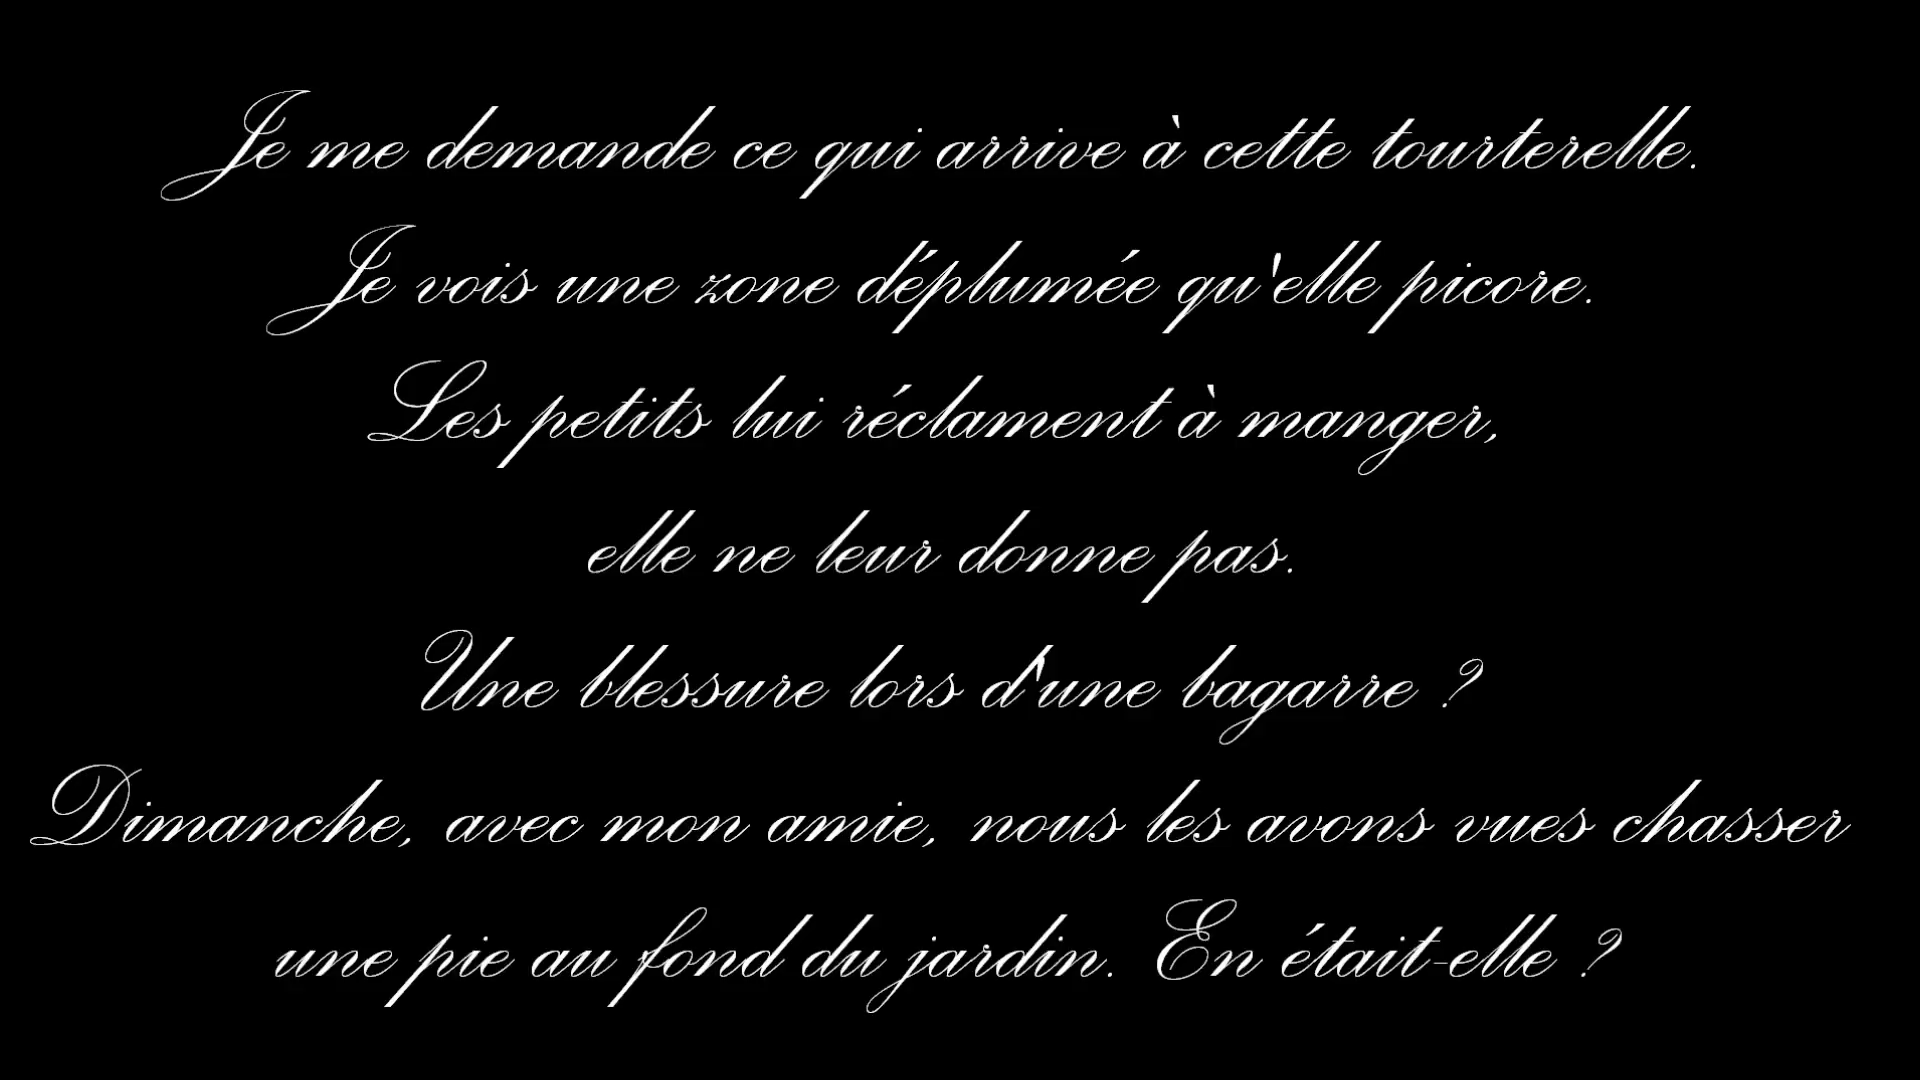 Je me demande ce qui arrive à cette tourterelle.
Je vois une zone déplumée qu'elle picore.
Les petits lui réclament à manger,
elle ne leur donne pas.
Une blessure lors d'une bagarre ?
Dimanche, avec mon amie, nous les avons vues chasser
une pie au fond du jardin. En était-elle ?